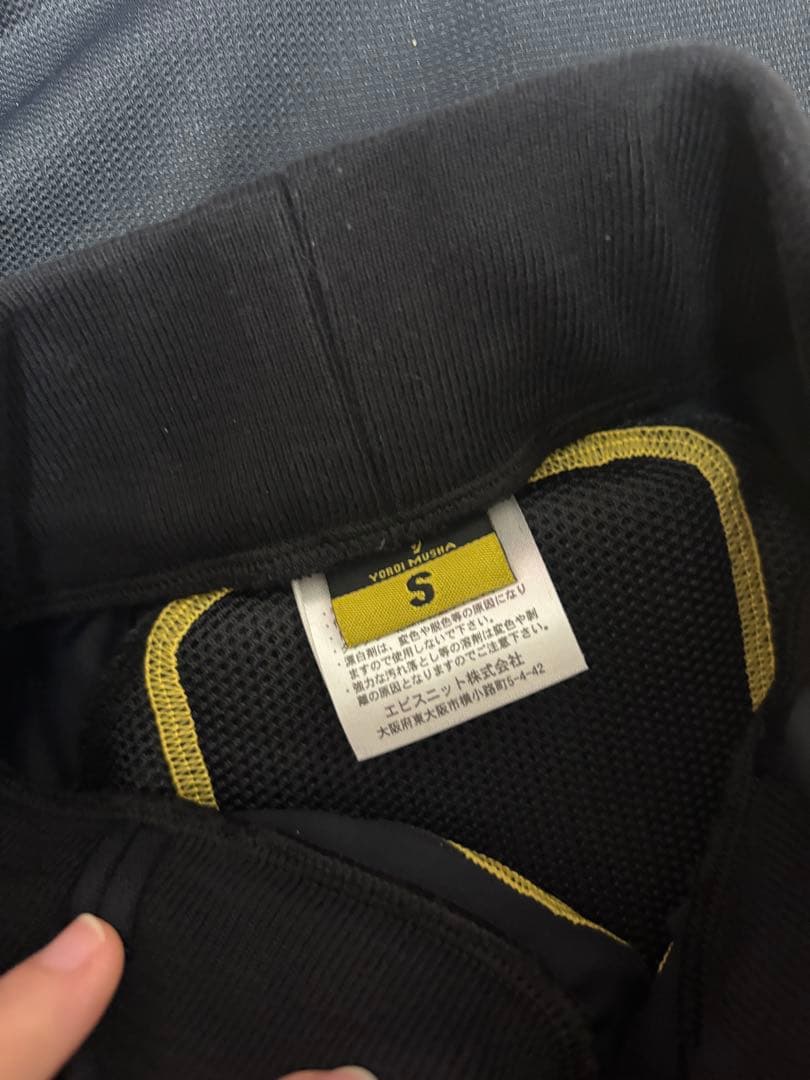 YOROI MUSHA
S
・漂白剤は、変色や脱色等の原因になり
ますので使用しないで下さい。
・強力な汚れ落とし等の溶剤は変色や剥
離の原因となりますのでご注意下さい。
エビスニット株式会社
大阪府東大阪市横小路町5-4-42